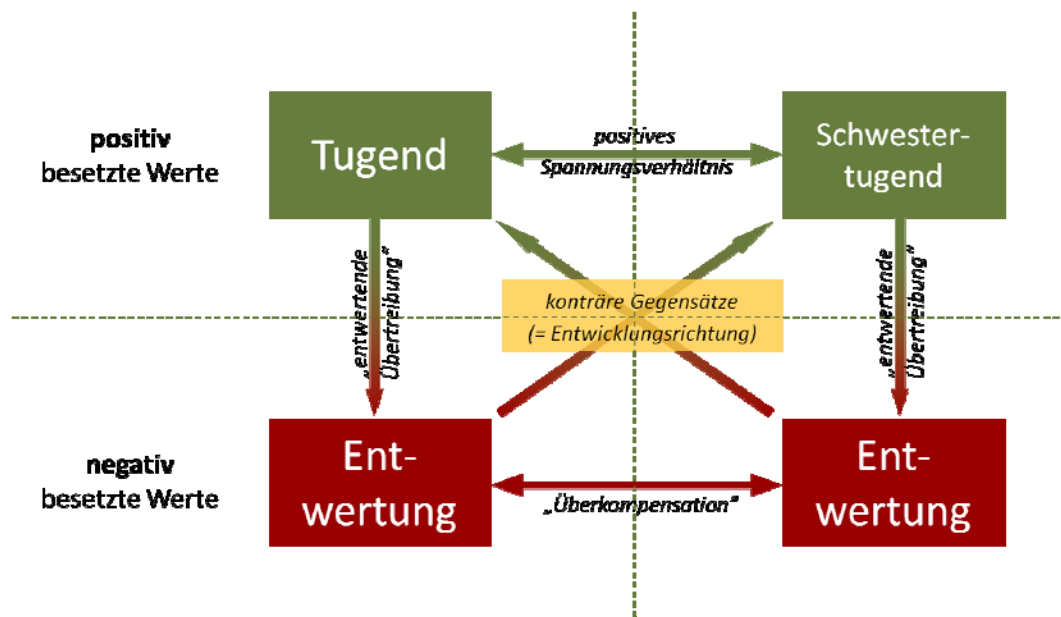 positiv
besetzte Werte
Tugend
positives
Spannungsverhältnis
Schwester-
tugend
„entwertende
Übertreibung“
konträre Gegensätze
(= Entwicklungsrichtung)
„entwertende
Übertreibung“
negativ
besetzte Werte
Ent-
wertung
„Überkompensation“
Ent-
wertung